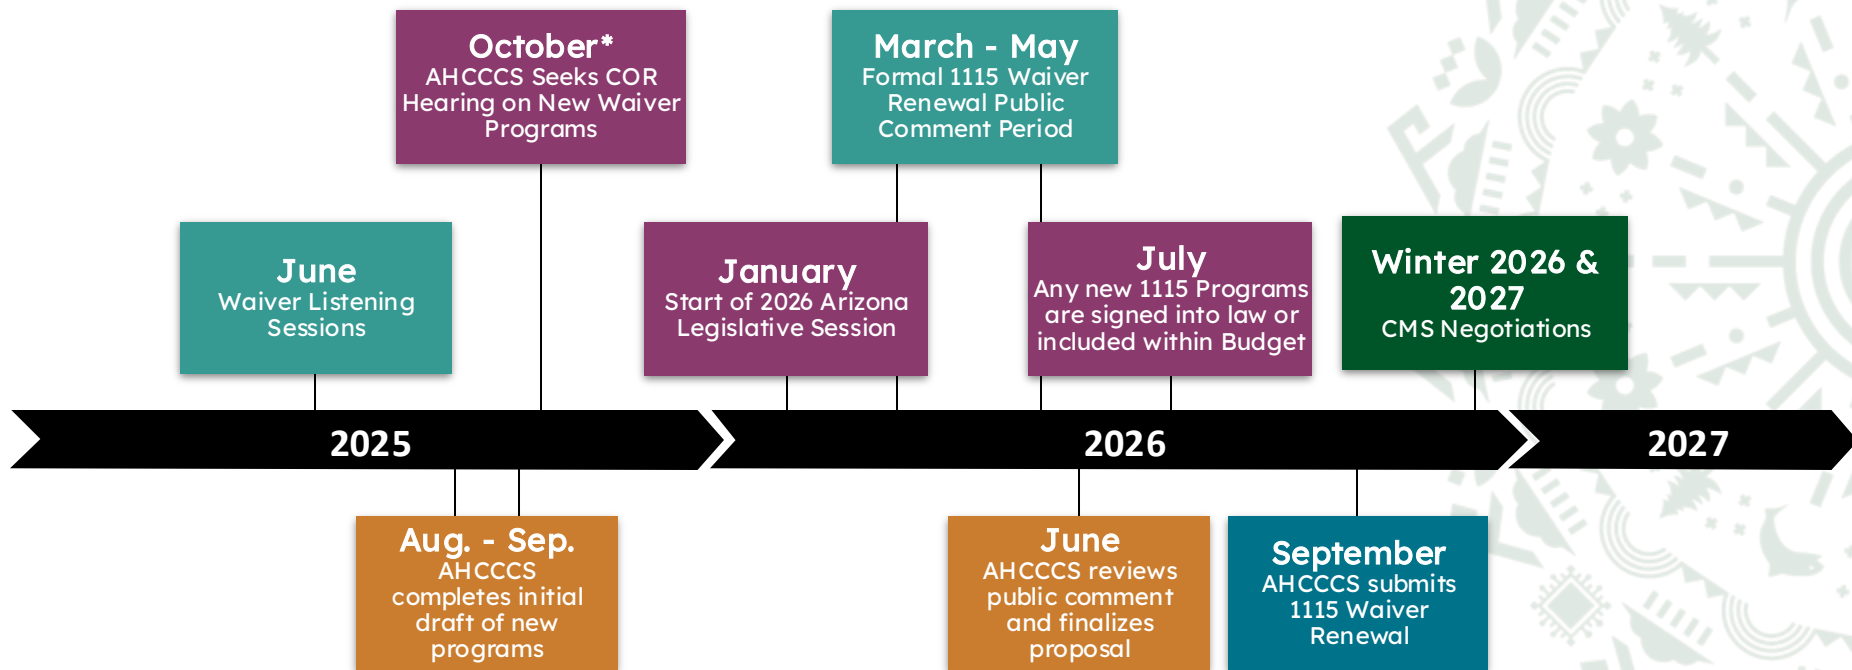 October*
AHCCCS Seeks COR
Hearing on New Waiver
Programs
March - May
Formal 1115 Waiver
Renewal Public
Comment Period
June
Waiver Listening
Sessions
January
Start of 2026 Arizona
Legislative Session
July
Any new 1115 Programs
are signed into law or
included within Budget
Winter 2026 &
2027
CMS Negotiations
2025
2026
2027
Aug. - Sep.
AHCCCS
completes initial
draft of new
programs
June
AHCCCS reviews
public comment
and finalizes
proposal
September
AHCCCS submits
1115 Waiver
Renewal